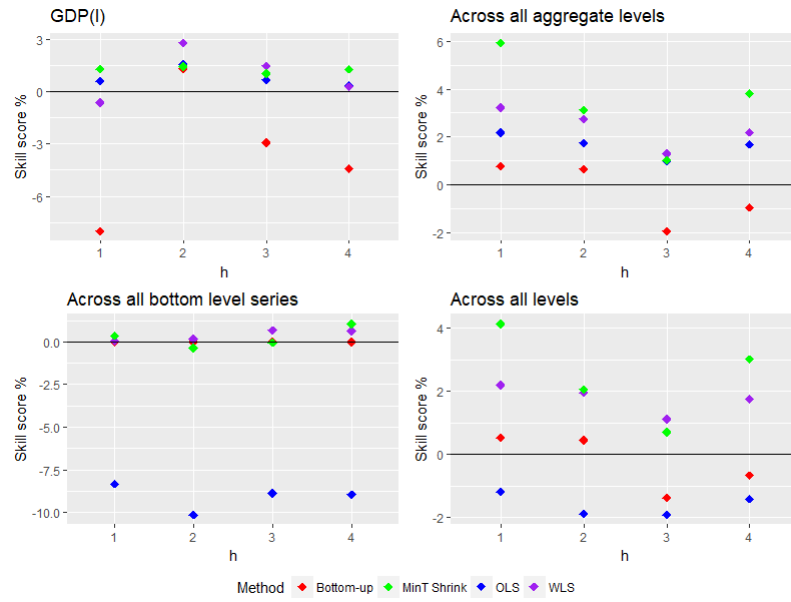 GDP(I)
Skill score %
3
0
-3
-6
1 2 3 4
h
Across all aggregate levels
Skill score %
6
4
2
0
-2
1 2 3 4
h
Across all bottom level series
Skill score %
0.0
-2.5
-5.0
-7.5
-10.0
1 2 3 4
h
Across all levels
Skill score %
4
2
0
-2
1 2 3 4
h
Method Bottom-up MinT Shrink OLS WLS